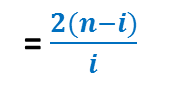 = 2(n−i)/i